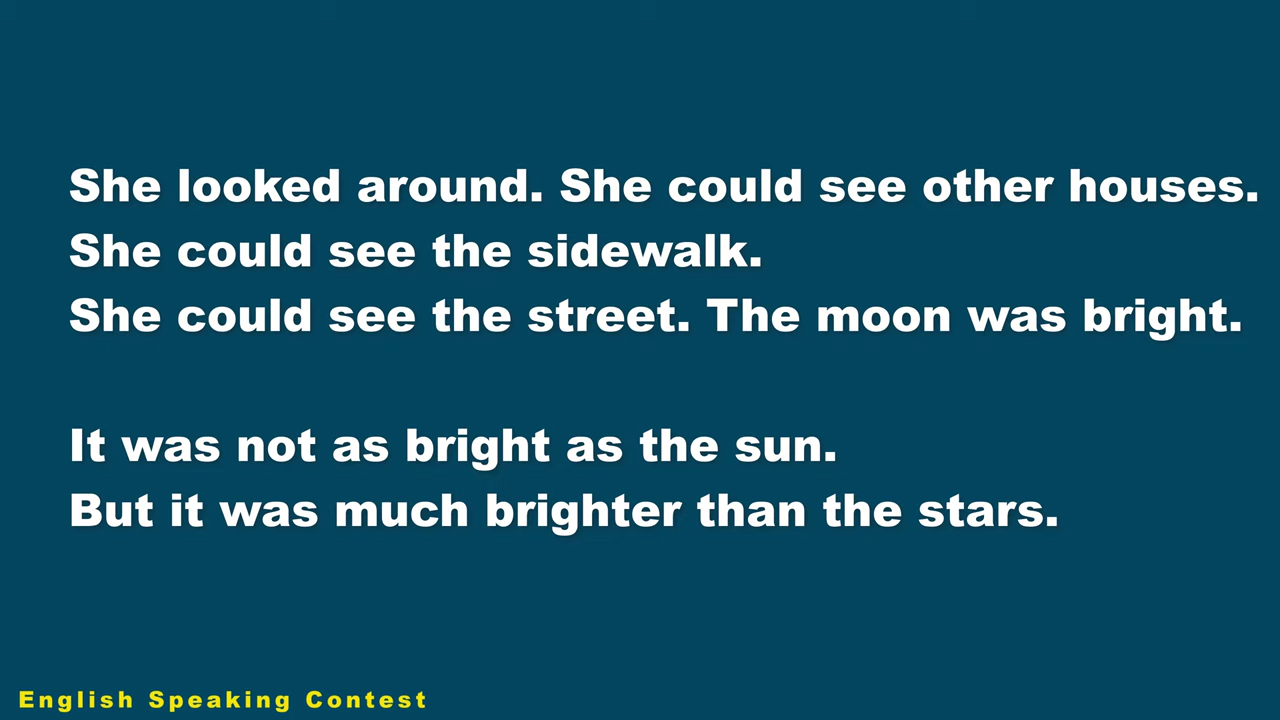 She looked around. She could see other houses.
She could see the sidewalk.
She could see the street. The moon was bright.
It was not as bright as the sun.
But it was much brighter than the stars.
English Speaking Contest